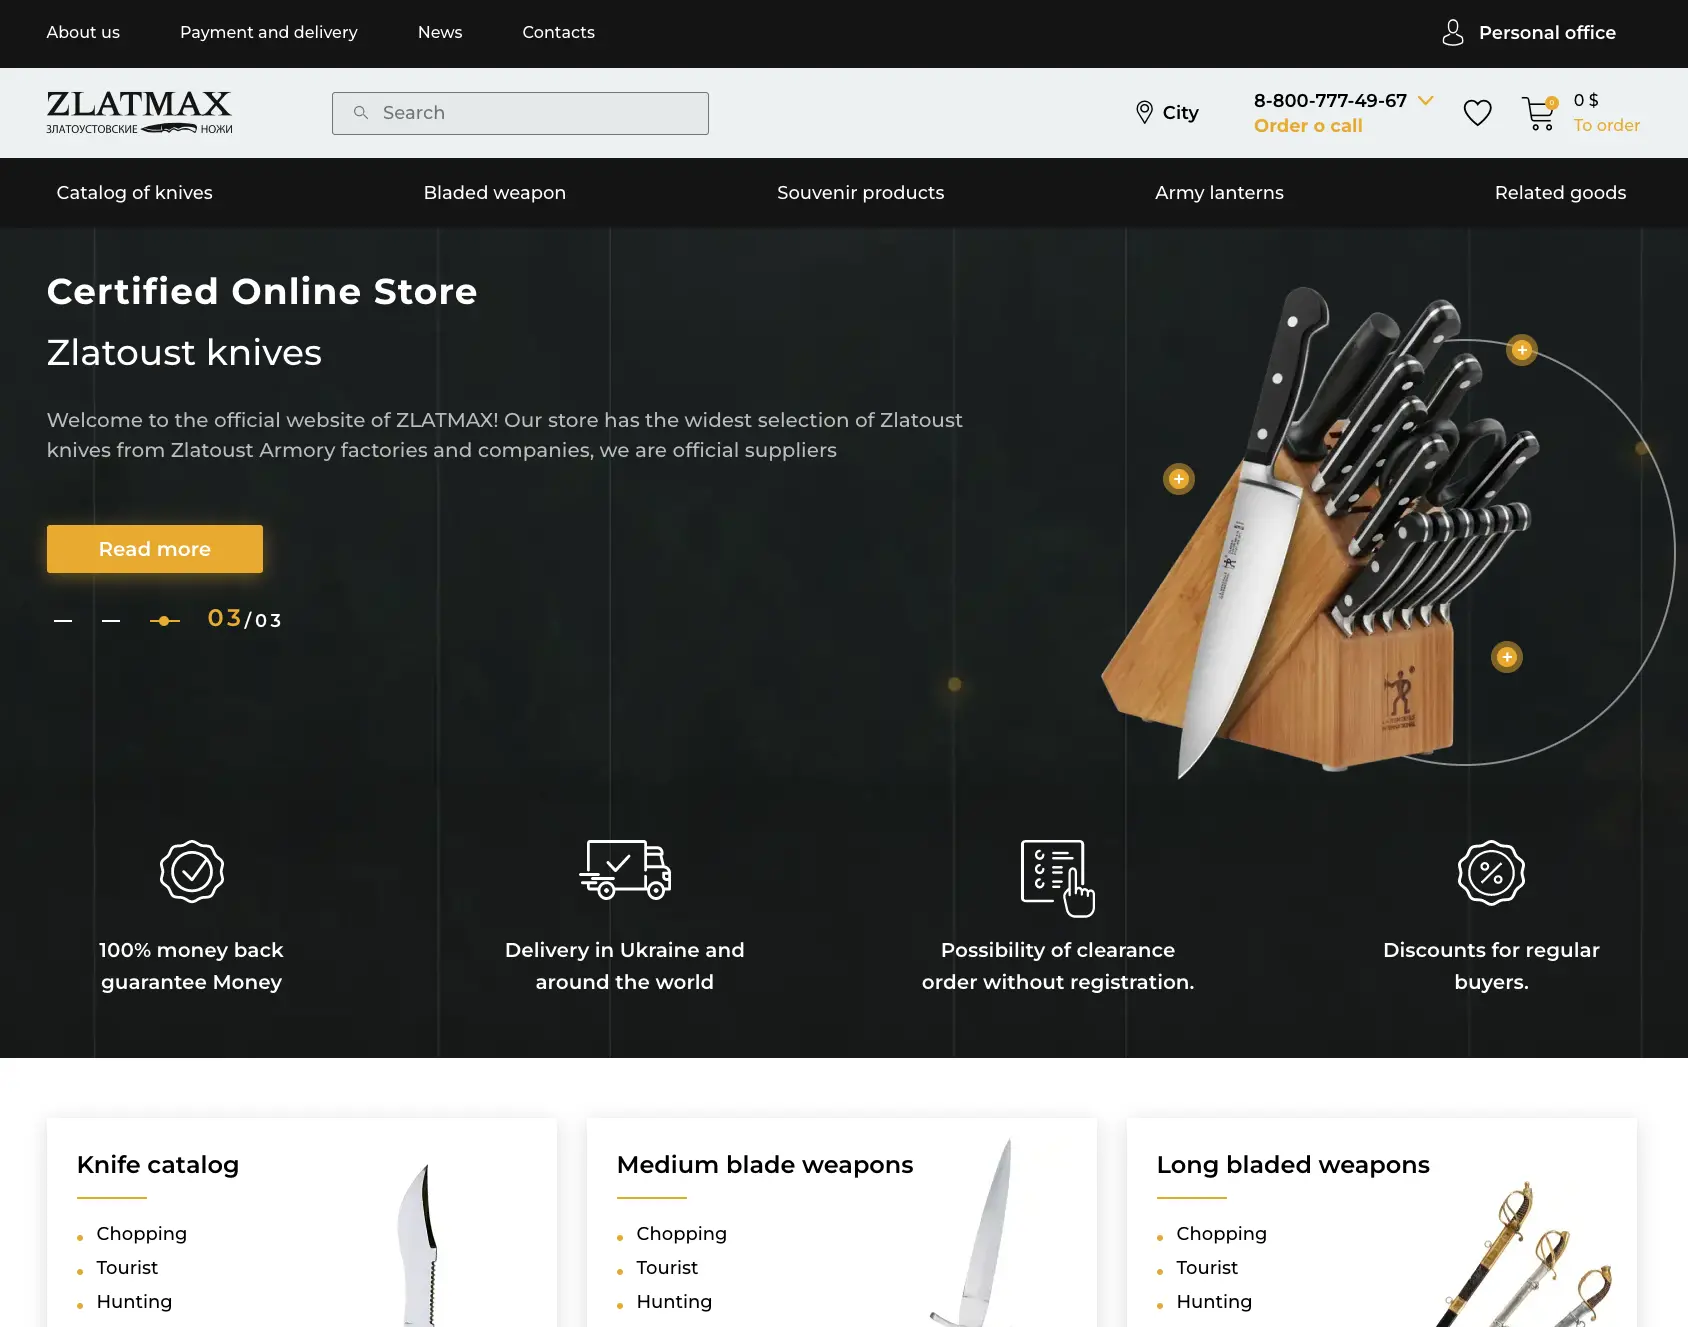 About us
Payment and delivery
News
Contacts
Personal office
ZLATMAX
ЗЛАТОУСТОВСКИЕ НОЖИ
Search
City
8-800-777-49-67
Order o call
0
0 $
To order
Catalog of knives
Bladed weapon
Souvenir products
Army lanterns
Related goods
Certified Online Store
Zlatoust knives
Welcome to the official website of ZLATMAX! Our store has the widest selection of Zlatoust
knives from Zlatoust Armory factories and companies, we are official suppliers
Read more
03/03
100% money back
guarantee Money
Delivery in Ukraine and
around the world
Possibility of clearance
order without registration.
Discounts for regular
buyers.
Knife catalog
Chopping
Tourist
Hunting
Medium blade weapons
Chopping
Tourist
Hunting
Long bladed weapons
Chopping
Tourist
Hunting